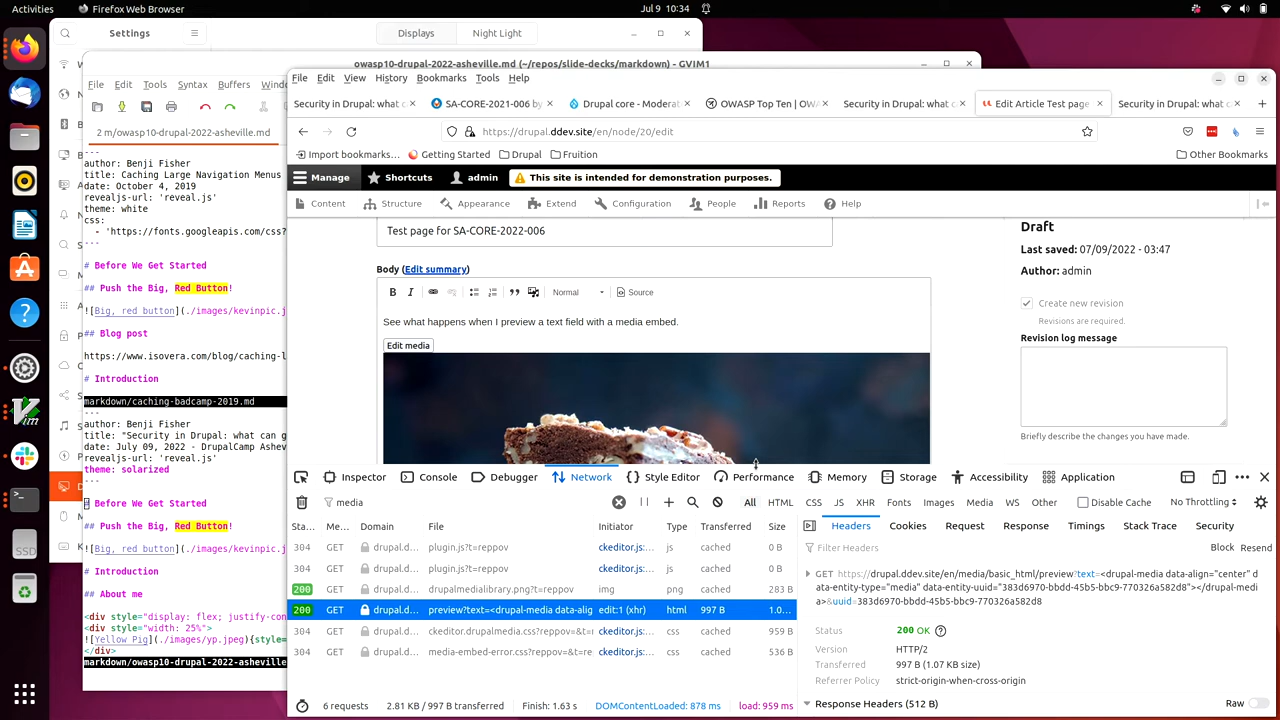 Activities
Firefox Web Browser
Jul 9 10:34
Settings
Displays
Night Light
owasp10-drupal-2022-asheville.md (~/repos/slide-decks/markdown) - GVIM1
File Edit Tools Syntax Buffers
2 m/owasp10-drupal-2022-asheville.md
---
author: Benji Fisher
title: Caching Large Navigation Menus
date: October 4, 2019
revealjs-url: 'reveal.js'
theme: white
css:
- 'https://fonts.googleapis.com/css?
---
# Before We Get Started
## Push the Big, Red Button!
![Big, red button](./images/kevinpic.j
## Blog post
https://www.isovera.com/blog/caching-l
# Introduction
markdown/caching-badcamp-2019.md
---
author: Benji Fisher
title: "Security in Drupal: what can g
date: July 09, 2022 - DrupalCamp Ashev
revealjs-url: 'reveal.js'
theme: solarized
---
# Before We Get Started
## Push the Big, Red Button!
![Big, red button](./images/kevinpic.j
# Introduction
## About me
<div style="display: flex; justify-con
<div style="width: 25%">
![Yellow Pig](./images/yp.jpeg){style=
</div>
markdown/owasp10-drupal-2022-asheville
File Edit View History Bookmarks Tools Help
Security in Drupal: what c
SA-CORE-2021-006 by
Drupal core - Moderat
OWASP Top Ten | OWA
Security in Drupal: what c
Edit Article Test page
Security in Drupal: what c
https://drupal.ddev.site/en/node/20/edit
Import bookmarks...
Getting Started
Drupal
Fruition
Other Bookmarks
Manage
Shortcuts
admin
This site is intended for demonstration purposes.
Content
Structure
Appearance
Extend
Configuration
People
Reports
Help
Test page for SA-CORE-2022-006
Body (Edit summary)
B I
Normal
Source
See what happens when I preview a text field with a media embed.
Edit media
Draft
Last saved: 07/09/2022 - 03:47
Author: admin
Create new revision
Revisions are required.
Revision log message
Briefly describe the changes you have made.
Inspector
Console
Debugger
Network
Style Editor
Performance
Memory
Storage
Accessibility
Application
media
All HTML CSS JS XHR Fonts Images Media WS Other
Disable Cache
No Throttling
Sta... Me... Domain File Initiator Type Transferred Size
304 GET drupal.d... plugin.js?t=reppov ckeditor.js:... js cached 0 B
304 GET drupal.d... plugin.js?t=reppov ckeditor.js:... js cached 0 B
200 GET drupal.d... drupalmedialibrary.png?t=reppov img png cached 283 B
200 GET drupal.d... preview?text=<drupal-media data-alig edit:1 (xhr) html 997 B 1.0...
304 GET drupal.d... ckeditor.drupalmedia.css?reppov=&t=r ckeditor.js:... css cached 959 B
304 GET drupal.d... media-embed-error.css?reppov=&t=re ckeditor.js:... css cached 536 B
6 requests
2.81 KB / 997 B transferred
Finish: 1.63 s
DOMContentLoaded: 878 ms
load: 959 ms
Headers Cookies Request Response Timings Stack Trace Security
Filter Headers
Block
Resend
GET https://drupal.ddev.site/en/media/basic_html/preview?text=<drupal-media data-align="center" d
ata-entity-type="media" data-entity-uuid="383d6970-bbdd-45b5-bbc9-770326a582d8"></drupal-medi
a>&uuid=383d6970-bbdd-45b5-bbc9-770326a582d8
Status 200 OK
Version HTTP/2
Transferred 997 B (1.07 KB size)
Referrer Policy strict-origin-when-cross-origin
Response Headers (512 B)
Raw
SSD